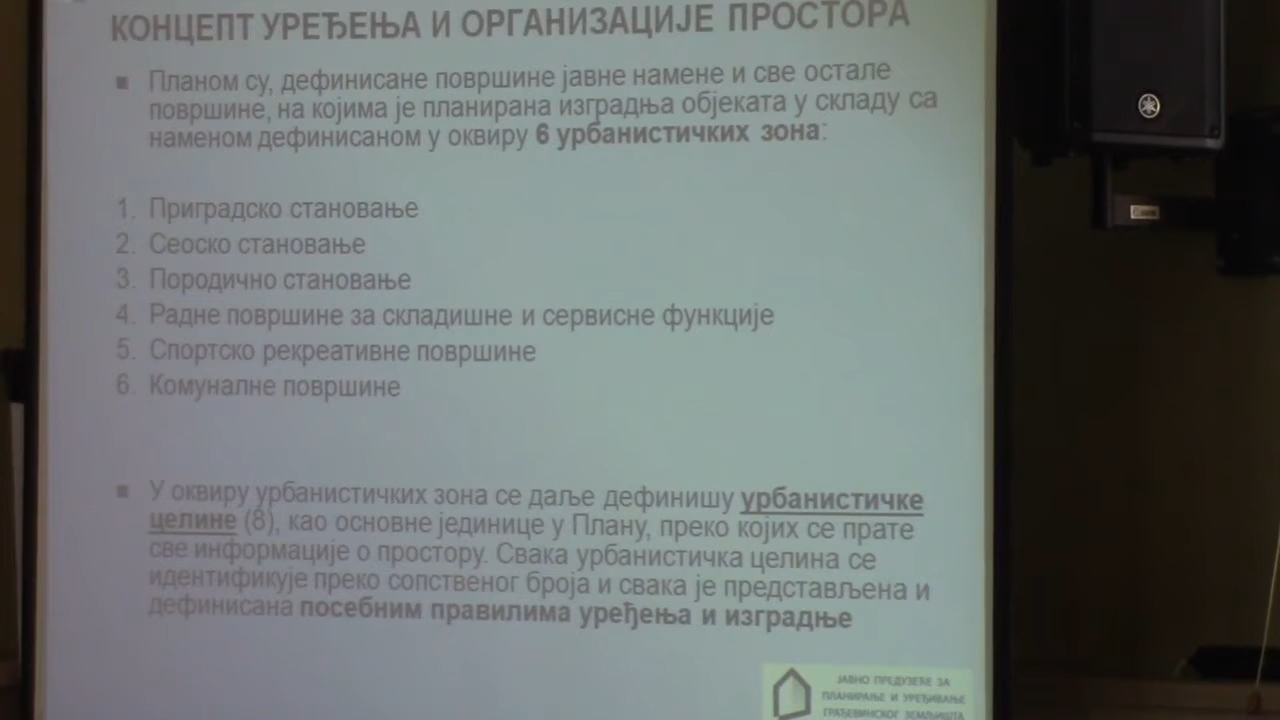 КОНЦЕПТ УРЕЂЕЊА И ОРГАНИЗАЦИЈЕ ПРОСТОРА
▪ Планом су, дефинисане површине јавне намене и све остале
површине, на којима је планирана изградња објеката у складу са
наменом дефинисаном у оквиру 6 урбанистичких зона:
1. Приградско становање
2. Сеоско становање
3. Породично становање
4. Радне површине за складишне и сервисне функције
5. Спортско рекреативне површине
6. Комуналне површине
▪ У оквиру урбанистичких зона се даље дефинишу урбанистичке
целине (8), као основне јединице у Плану, преко којих се прате
све информације о простору. Свака урбанистичка целина се
идентификује преко сопственог броја и свака је представљена и
дефинисана посебним правилима уређења и изградње
ЈАВНО ПРЕДУЗЕЋЕ ЗА
ПЛАНИРАЊЕ И УРЕЂИВАЊЕ
ГРАЂЕВИНСКОГ ЗЕМЉИШТА